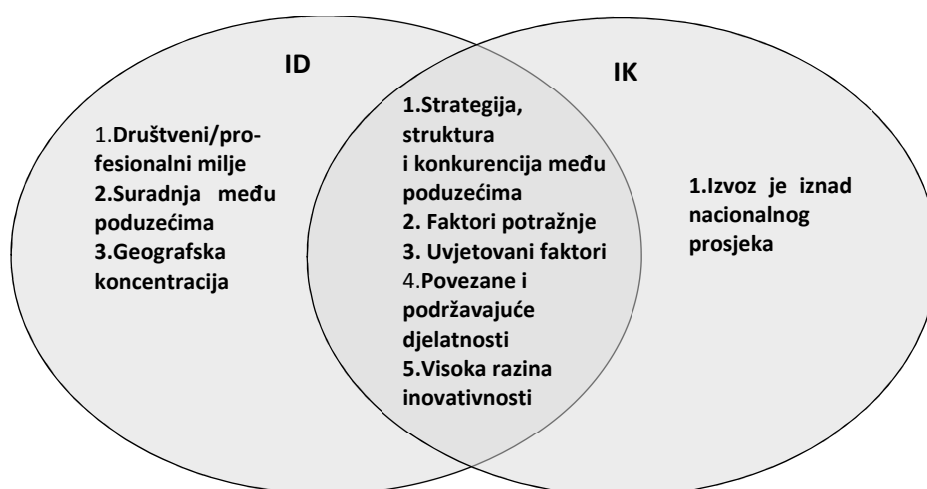 ID
1.Društveni/pro-
fesionalni milje
2.Suradnja među
poduzećima
3.Geografska
koncentracija
1.Strategija,
struktura
i konkurencija među
poduzećima
2. Faktori potražnje
3. Uvjetovani faktori
4.Povezane i
podržavajuće
djelatnosti
5.Visoka razina
inovativnosti
IK
1.Izvoz je iznad
nacionalnog
prosjeka